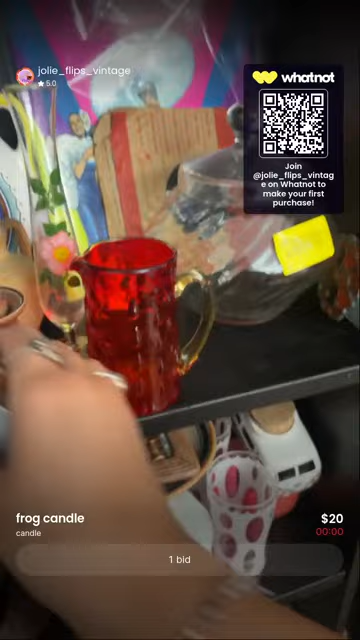 jolie_flips_vintage
★ 5.0
whatnot
Join
@jolie_flips_vintag
e on Whatnot to
make your first
purchase!
frog candle
$20
candle
00:00
1 bid